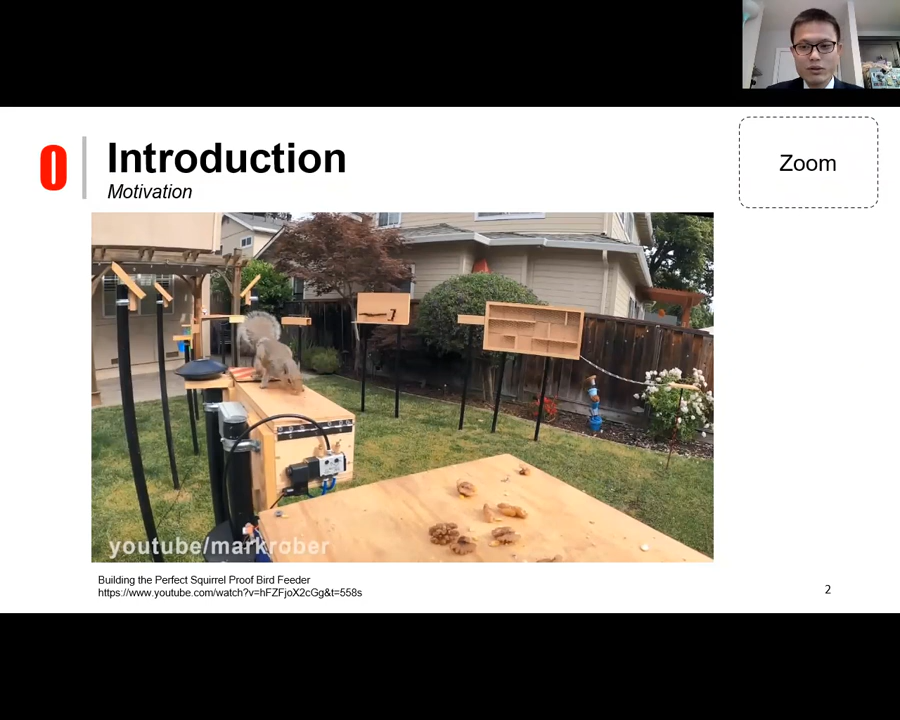 0
Introduction
Motivation
Zoom
youtube/markrober
Building the Perfect Squirrel Proof Bird Feeder
https://www.youtube.com/watch?v=hFZFjoX2cGg&t=558s
2